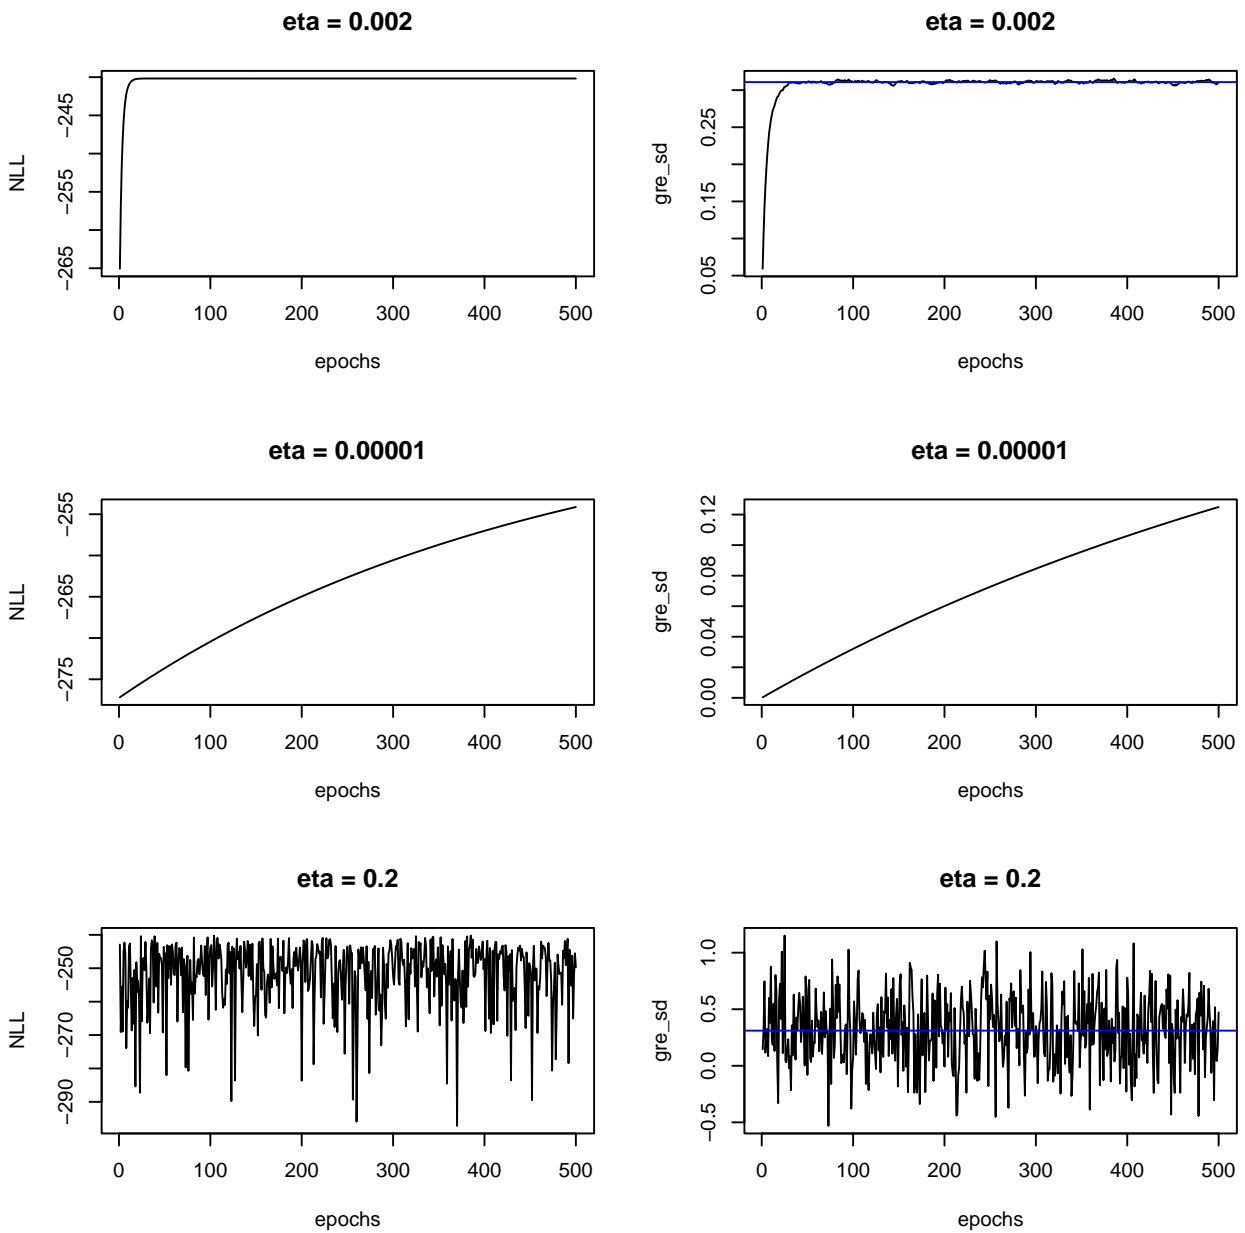 eta = 0.002
NLL
−245
−255
−265
0 100 200 300 400 500
epochs
eta = 0.002
gre_sd
0.25
0.15
0.05
0 100 200 300 400 500
epochs
eta = 0.00001
NLL
−255
−265
−275
0 100 200 300 400 500
epochs
eta = 0.00001
gre_sd
0.12
0.08
0.04
0.00
0 100 200 300 400 500
epochs
eta = 0.2
NLL
−250
−270
−290
0 100 200 300 400 500
epochs
eta = 0.2
gre_sd
1.0
0.5
0.0
−0.5
0 100 200 300 400 500
epochs